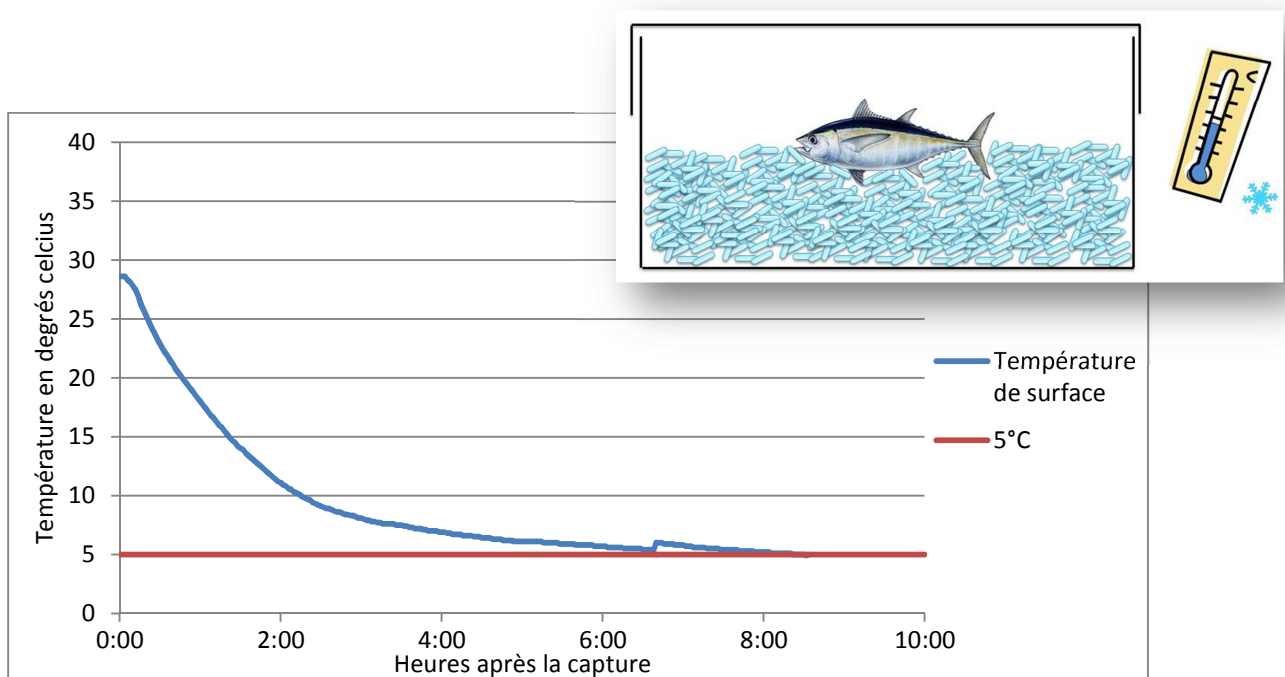 40
35
30
25
20
15
10
5
0
Température en degrés celcius
0:00 2:00 4:00 6:00 8:00 10:00
Heures après la capture
Température
de surface
5°C